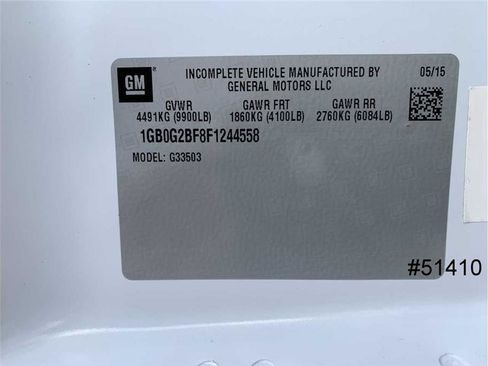 GM
INCOMPLETE VEHICLE MANUFACTURED BY
GENERAL MOTORS LLC
05/15
GVWR GAWR FRT GAWR RR
4491KG (9900LB) 1860KG (4100LB) 2760KG (6084LB)
1GB0G2BF8F1244558
MODEL: G33503
#51410